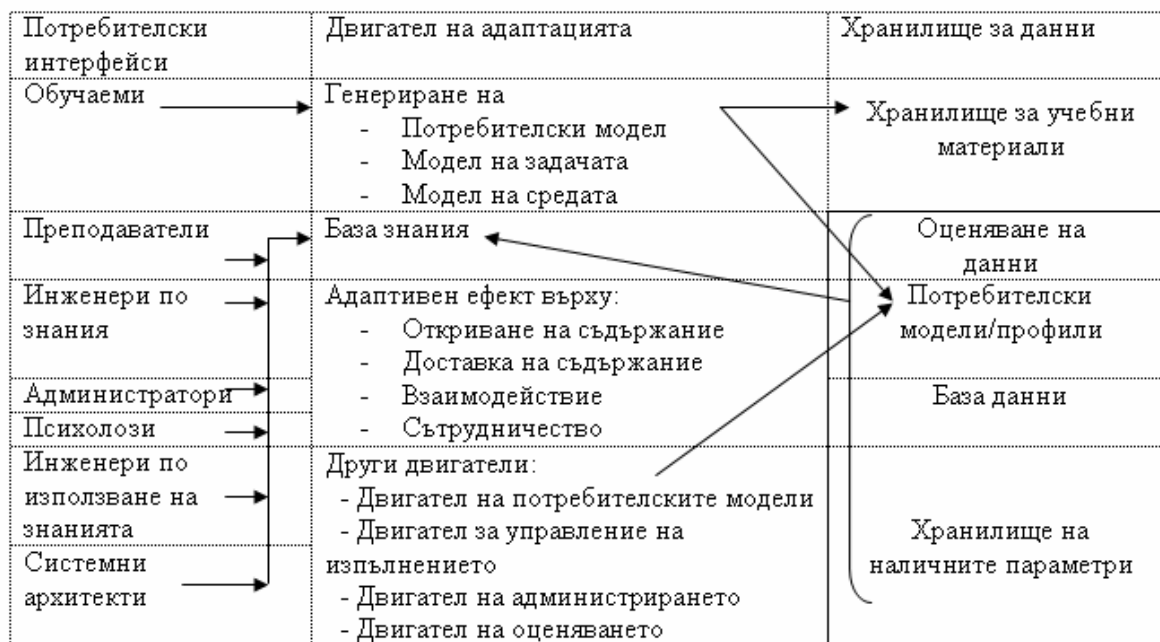 Потребителски
интерфейси
Двигател на адаптацията
Хранилище за данни
Обучаеми
Генериране на
- Потребителски модел
- Модел на задачата
- Модел на средата
Хранилище за учебни
материали
Преподаватели
База знания
Оценяване на
данни
Инженери по
знания
Адаптивен ефект върху:
- Откриване на съдържание
- Доставка на съдържание
- Взаимодействие
- Сътрудничество
Потребителски
модели/профили
Администратори
База данни
Психолози
Инженери по
използване на
знанията
Други двигатели:
- Двигател на потребителските модели
- Двигател за управление на
изпълнението
- Двигател на администрирането
- Двигател на оценяването
Хранилище на
наличните параметри
Системни
архитекти